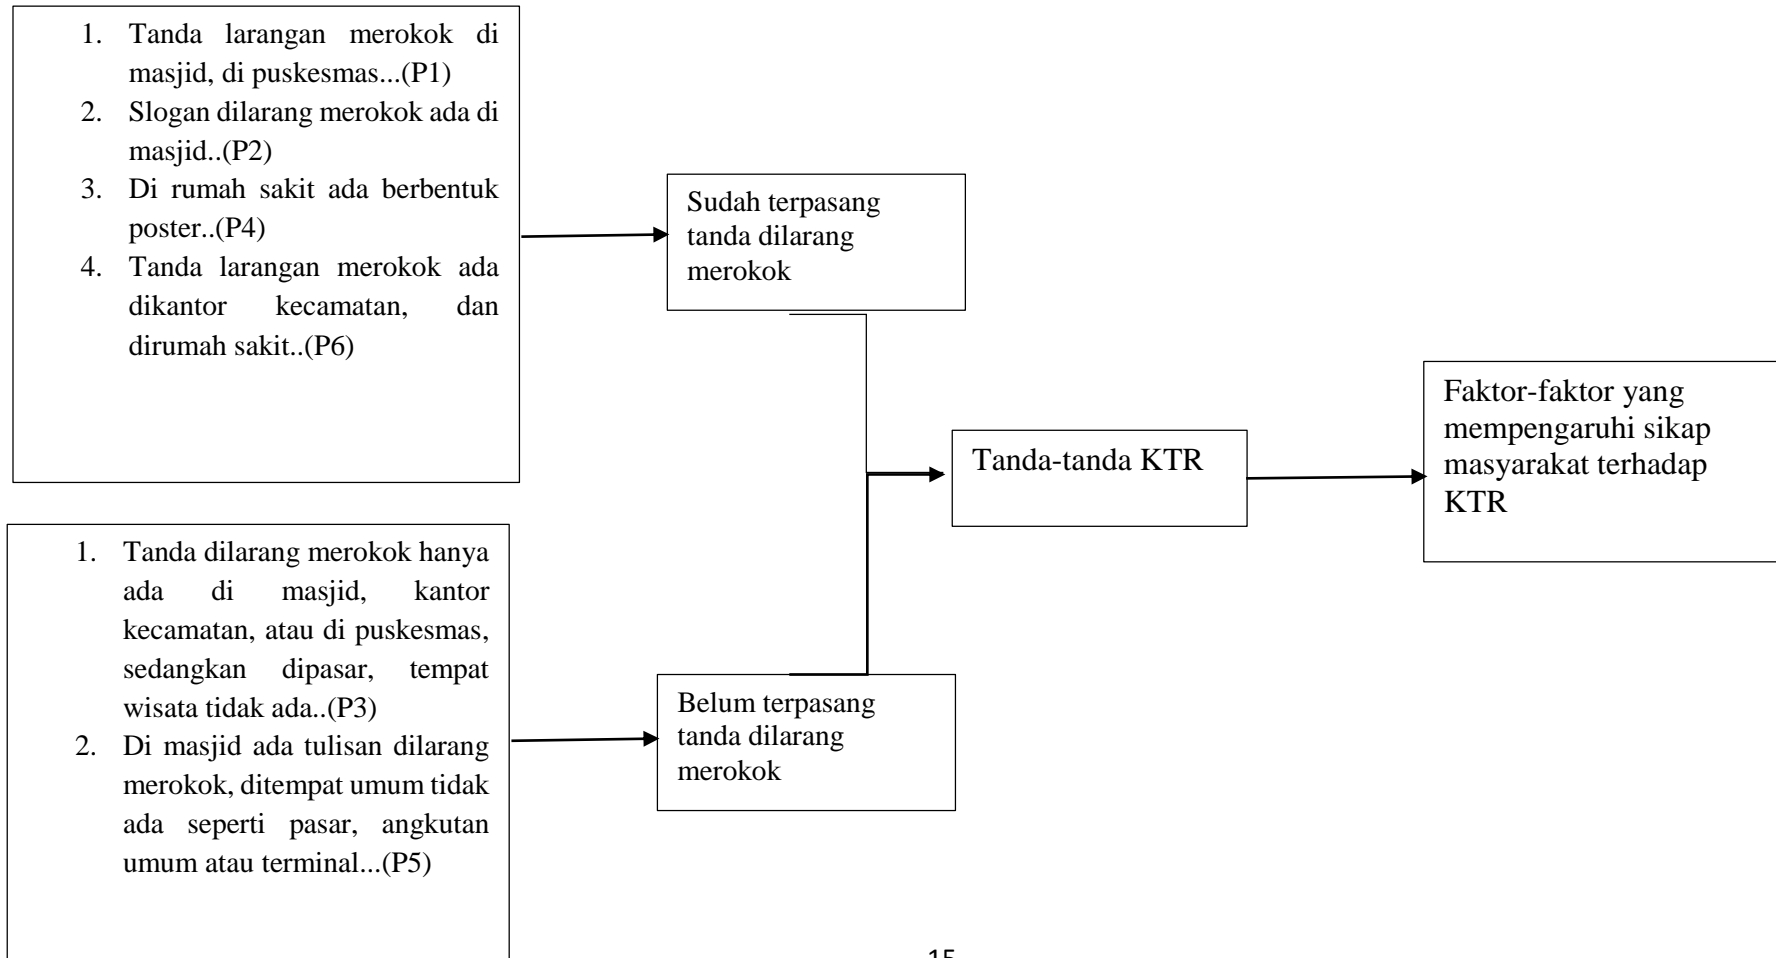 1. Tanda larangan merokok di
masjid, di puskesmas...(P1)
2. Slogan dilarang merokok ada di
masjid..(P2)
3. Di rumah sakit ada berbentuk
poster..(P4)
4. Tanda larangan merokok ada
dikantor kecamatan, dan
dirumah sakit..(P6)
Sudah terpasang
tanda dilarang
merokok
Tanda-tanda KTR
Faktor-faktor yang
mempengaruhi sikap
masyarakat terhadap
KTR
1. Tanda dilarang merokok hanya
ada di masjid, kantor
kecamatan, atau di puskesmas,
sedangkan dipasar, tempat
wisata tidak ada..(P3)
2. Di masjid ada tulisan dilarang
merokok, ditempat umum tidak
ada seperti pasar, angkutan
umum atau terminal...(P5)
Belum terpasang
tanda dilarang
merokok
15